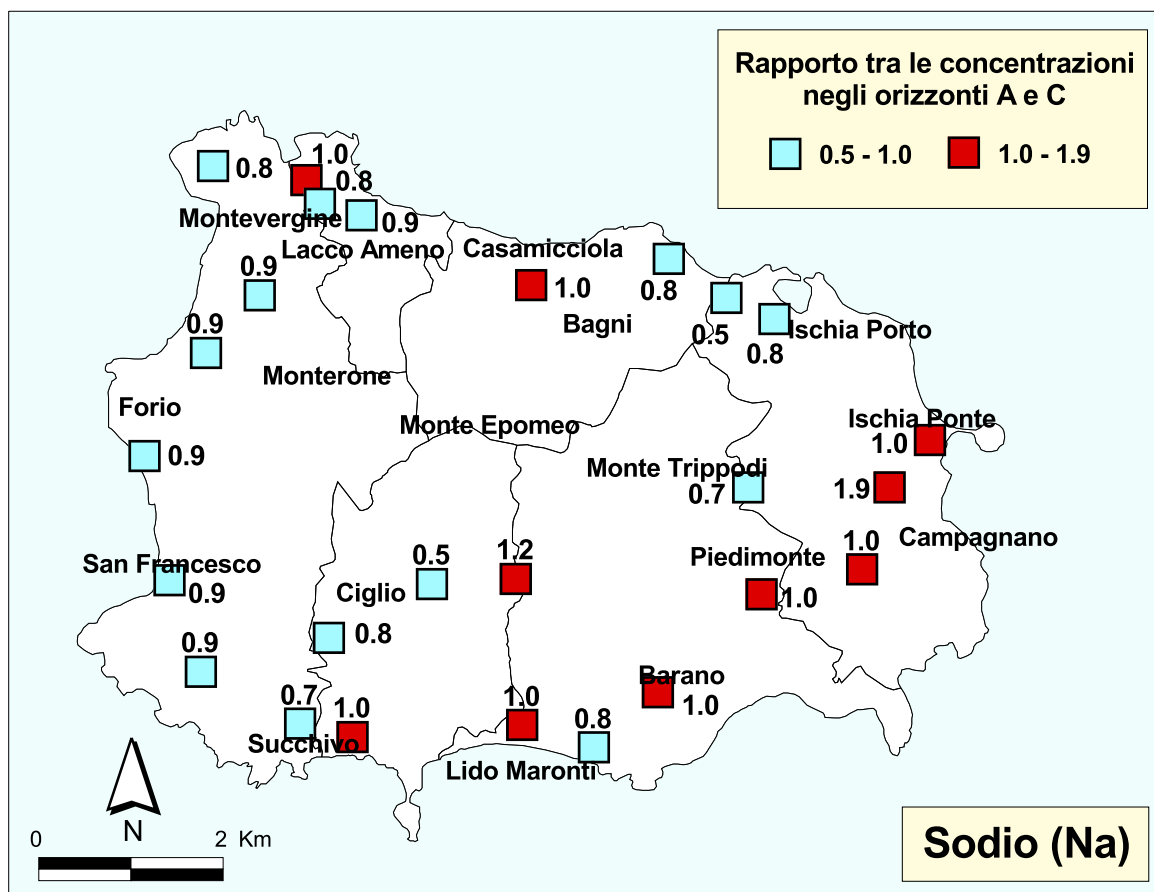 Rapporto tra le concentrazioni
negli orizzonti A e C
0.5 - 1.0
1.0 - 1.9
0.8
1.0
0.8
Montevergine
0.9
Lacco Ameno
Casamicciola
0.9
1.0
0.8
Bagni
0.5
Ischia Porto
0.8
0.9
Monterone
Forio
Monte Epomeo
Ischia Ponte
1.0
0.9
Monte Trippodi
0.7
1.9
Campagnano
1.0
San Francesco
0.9
Ciglio
0.5
1.2
Piedimonte
1.0
0.8
0.9
Barano
1.0
0.7
1.0
Succhivo
1.0
0.8
Lido Maronti
N
0
2 Km
Sodio (Na)